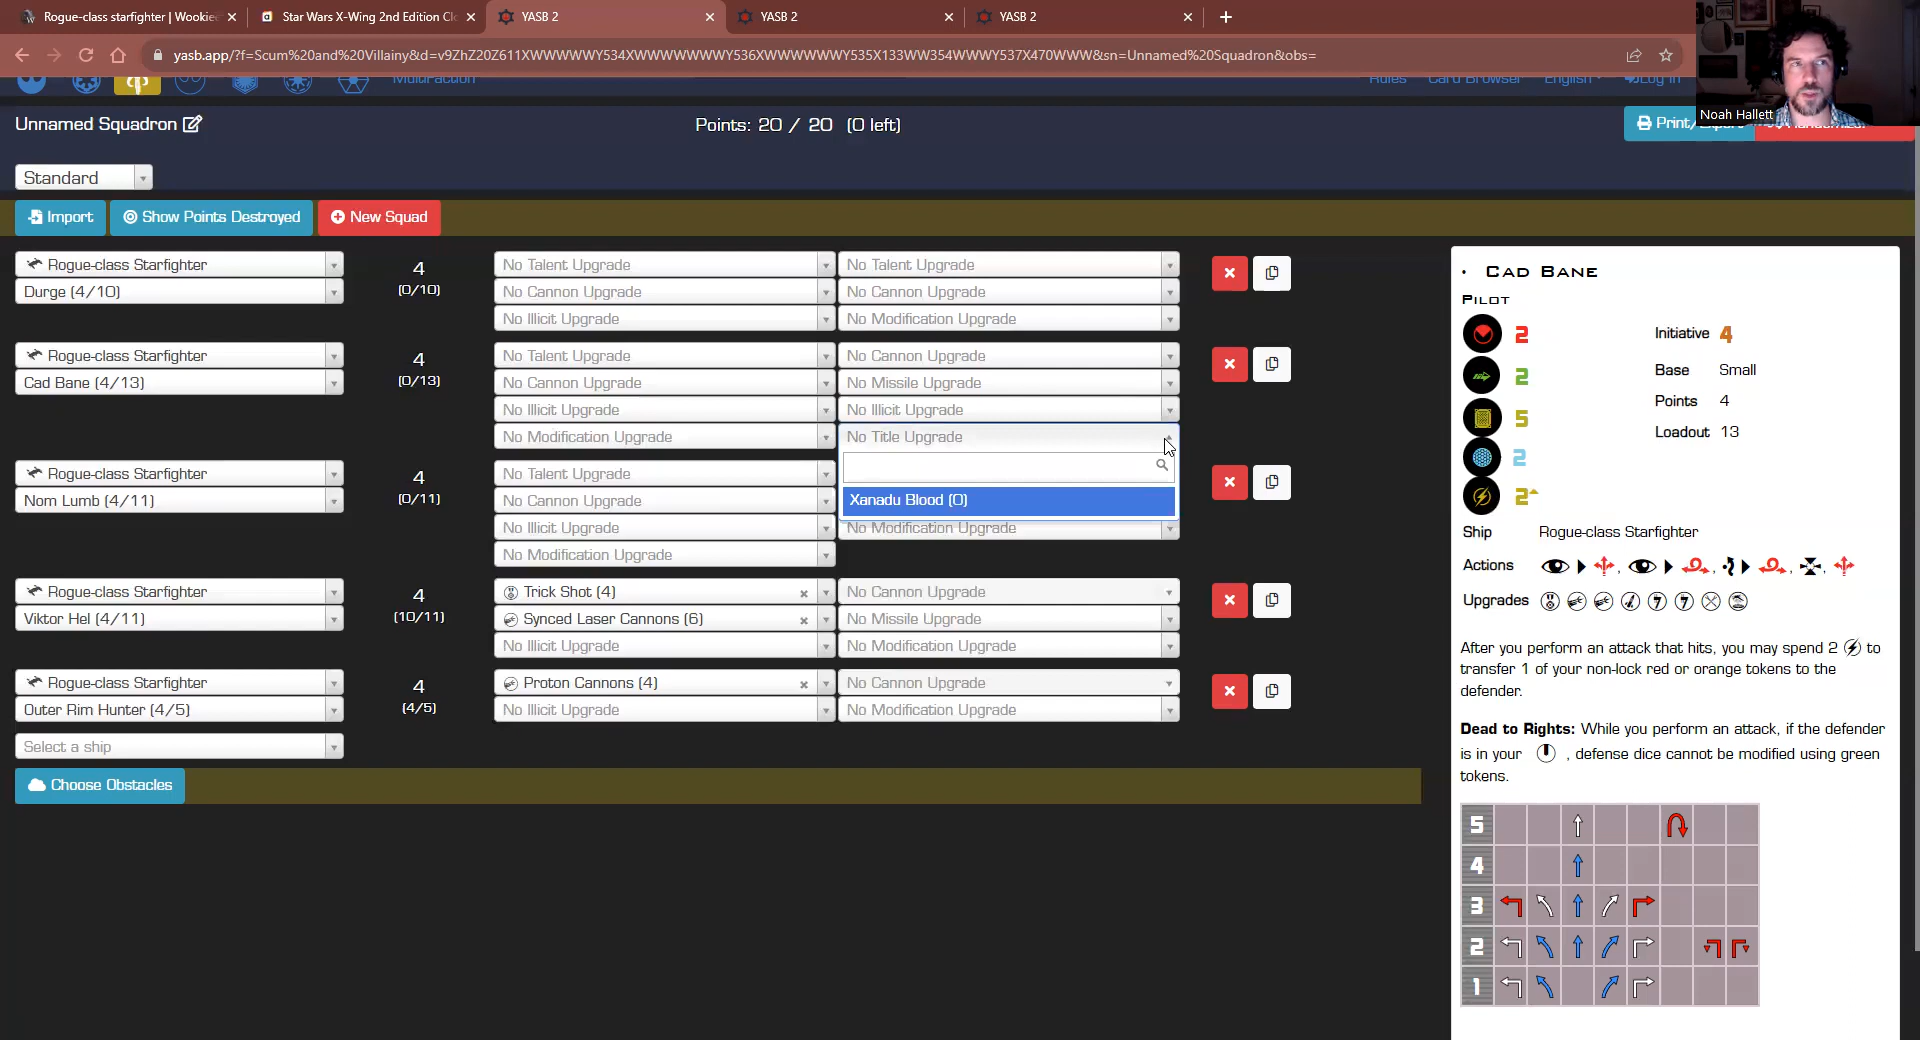 Rogue-class starfighter | Wookie
Star Wars X-Wing 2nd Edition Cl
YASB 2
YASB 2
YASB 2
yasb.app/?f=Scum%20and%20Villainy&d=v9ZhZ20Z611XWWWWWY534XWWWWWWWY536XWWWWWWY535X133WW354WWWY537X470WWW&sn=Unnamed%20Squadron&obs=
MultiFaction
Rules
Card Browser
English
Log In
Noah Hallett
Unnamed Squadron
Points: 20 / 20 (0 left)
Print/Export
Randomize!
Standard
Import
Show Points Destroyed
New Squad
Rogue-class Starfighter
Durge (4/10)
4
(0/10)
No Talent Upgrade
No Talent Upgrade
No Cannon Upgrade
No Cannon Upgrade
No Illicit Upgrade
No Modification Upgrade
Rogue-class Starfighter
Cad Bane (4/13)
4
(0/13)
No Talent Upgrade
No Cannon Upgrade
No Cannon Upgrade
No Missile Upgrade
No Illicit Upgrade
No Illicit Upgrade
No Modification Upgrade
No Title Upgrade
Xanadu Blood (0)
Rogue-class Starfighter
Nom Lumb (4/11)
4
(0/11)
No Talent Upgrade
No Cannon Upgrade
No Illicit Upgrade
No Modification Upgrade
No Modification Upgrade
Rogue-class Starfighter
Viktor Hel (4/11)
4
(10/11)
Trick Shot (4)
No Cannon Upgrade
Synced Laser Cannons (6)
No Missile Upgrade
No Illicit Upgrade
No Modification Upgrade
Rogue-class Starfighter
Outer Rim Hunter (4/5)
4
(4/5)
Proton Cannons (4)
No Cannon Upgrade
No Illicit Upgrade
No Modification Upgrade
Select a ship
Choose Obstacles
· Cad Bane
Pilot
2
Initiative 4
2
Base Small
5
Points 4
2
Loadout 13
2
Ship Rogue-class Starfighter
Actions
Upgrades
After you perform an attack that hits, you may spend 2 to
transfer 1 of your non-lock red or orange tokens to the
defender.
Dead to Rights: While you perform an attack, if the defender
is in your , defense dice cannot be modified using green
tokens.
5
4
3
2
1